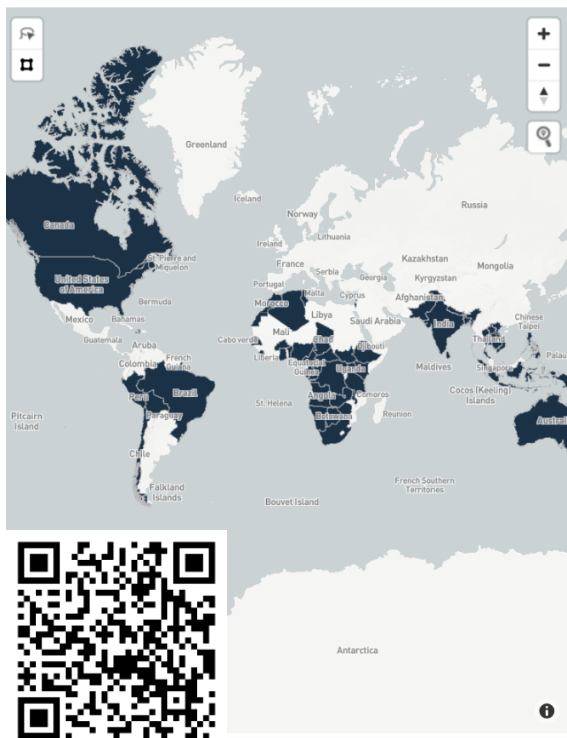 Greenland
Iceland
Russia
Norway
Canada
Lithuania
Ireland
St. Pierre and
Miquelon
France
Kazakhstan
Mongolia
Serbia
Georgia
Kyrgyzstan
United States
of America
Portugal
Malta
Cyprus
Afghanistan
Bermuda
Morocco
Libya
Saudi Arabia
Chinese
Taipei
Mexico
Bahamas
Cabo verde
Mali
Chad
India
Guatemala
Djibouti
Thailand
Aruba
Liberia
Equatorial
Guinea
Uganda
Maldives
Palau
Colombia
French
Guiana
Singapore
Peru
Brazil
St. Helena
Angola
Comoros
Cocos (Keeling)
Islands
Pitcairn
Island
Paraguay
Botswana
Reunion
Austral
Chile
Falkland
Islands
Bouvet Island
French Southern
Territories
Antarctica